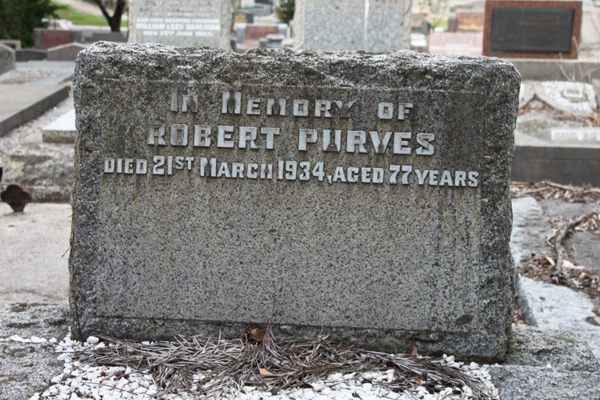 In Memory of
Robert Purves
Died 21st March 1934, aged 77 years